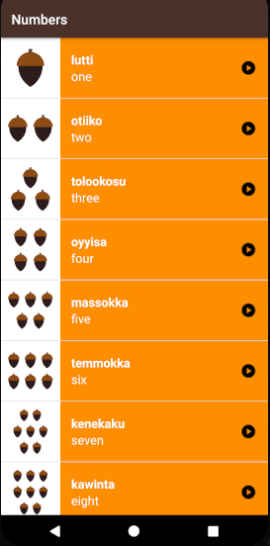 Numbers
lutti
one
otiiko
two
tolookosu
three
oyyisa
four
massokka
five
temmokka
six
kenekaku
seven
kawinta
eight